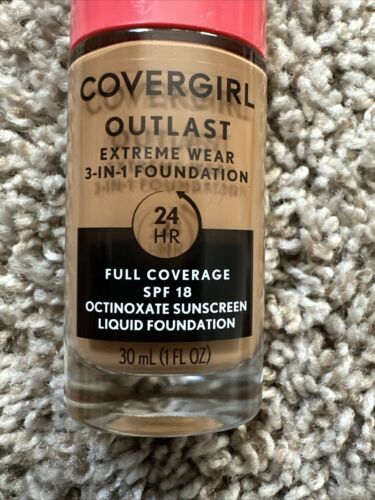 COVERGIRL
OUTLAST
EXTREME WEAR
3-IN-1 FOUNDATION
24
HR
FULL COVERAGE
SPF 18
OCTINOXATE SUNSCREEN
LIQUID FOUNDATION
30 mL (1 FL OZ)